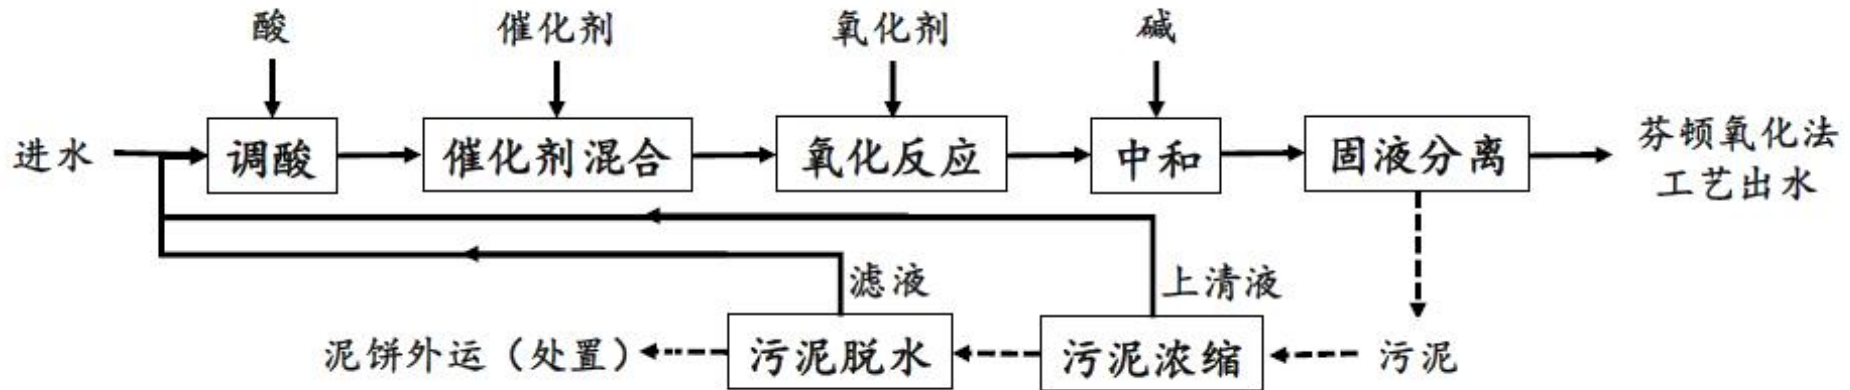 酸
催化剂
氧化剂
碱
进水
调酸
催化剂混合
氧化反应
中和
固液分离
芬顿氧化法
工艺出水
滤液
上清液
泥饼外运（处置）
污泥脱水
污泥浓缩
污泥